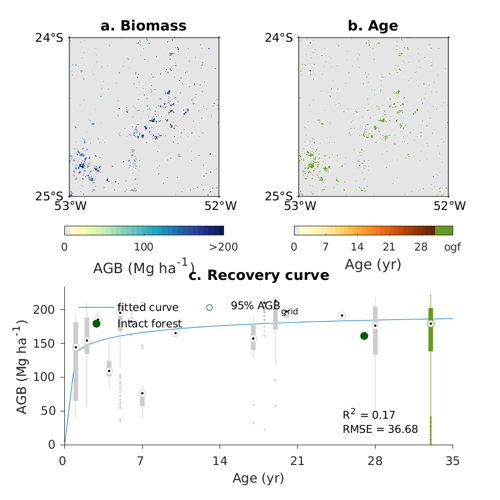 a. Biomass
b. Age
24°S
25°S
53°W
52°W
24°S
25°S
53°W
52°W
0
100
>200
AGB (Mg ha-1)
0
7
14
21
28
ogf
Age (yr)
c. Recovery curve
fitted curve
95% AGBgrid
Intact forest
200
150
100
50
0
AGB (Mg ha-1)
R2 = 0.17
RMSE = 36.68
0
7
14
21
28
35
Age (yr)